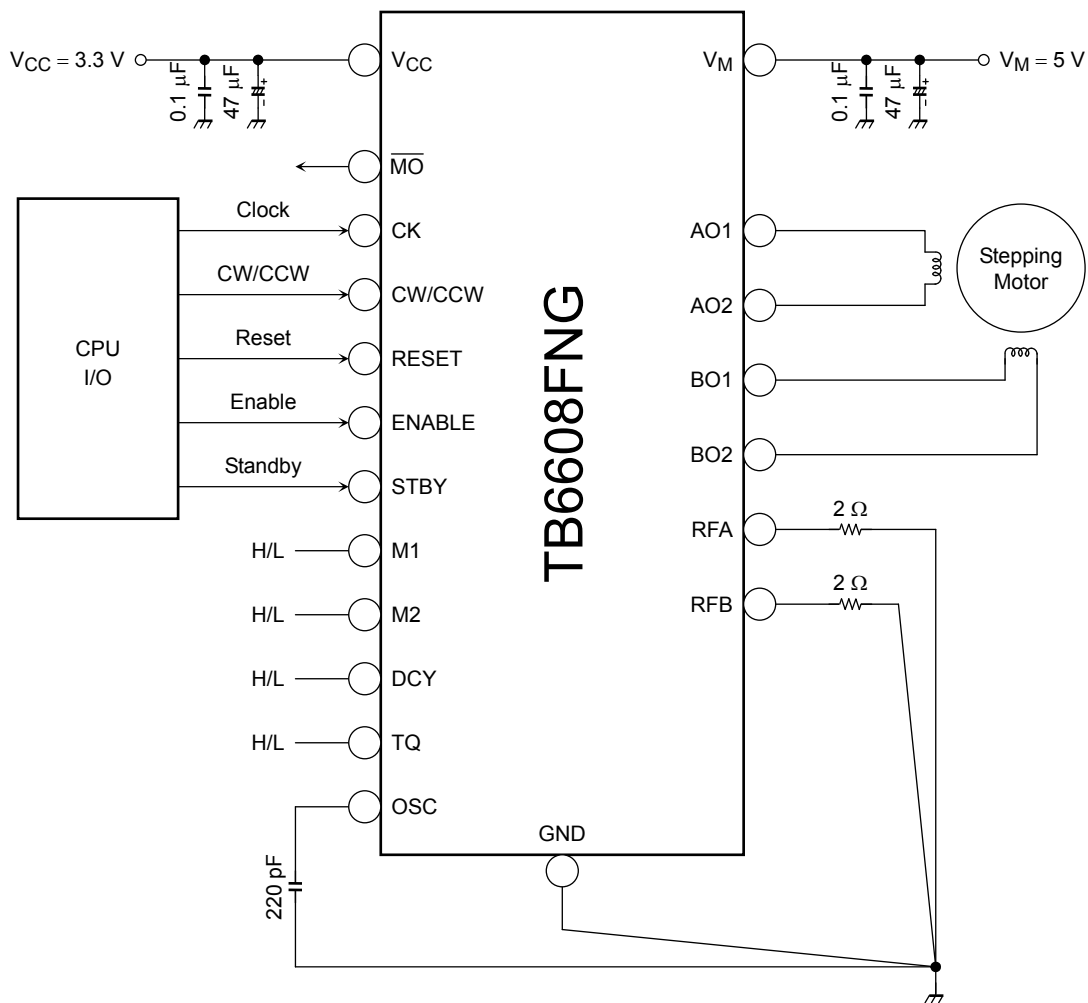 VCC = 3.3 V
0.1 μF
47 μF
- +
VCC
VM
0.1 μF
47 μF
- +
VM = 5 V
MO
Clock
CK
AO1
CW/CCW
CW/CCW
AO2
Stepping
Motor
CPU
I/O
Reset
RESET
BO1
Enable
ENABLE
BO2
Standby
STBY
RFA
2 Ω
H/L
M1
H/L
M2
RFB
2 Ω
H/L
DCY
H/L
TQ
OSC
TB6608FNG
GND
220 pF